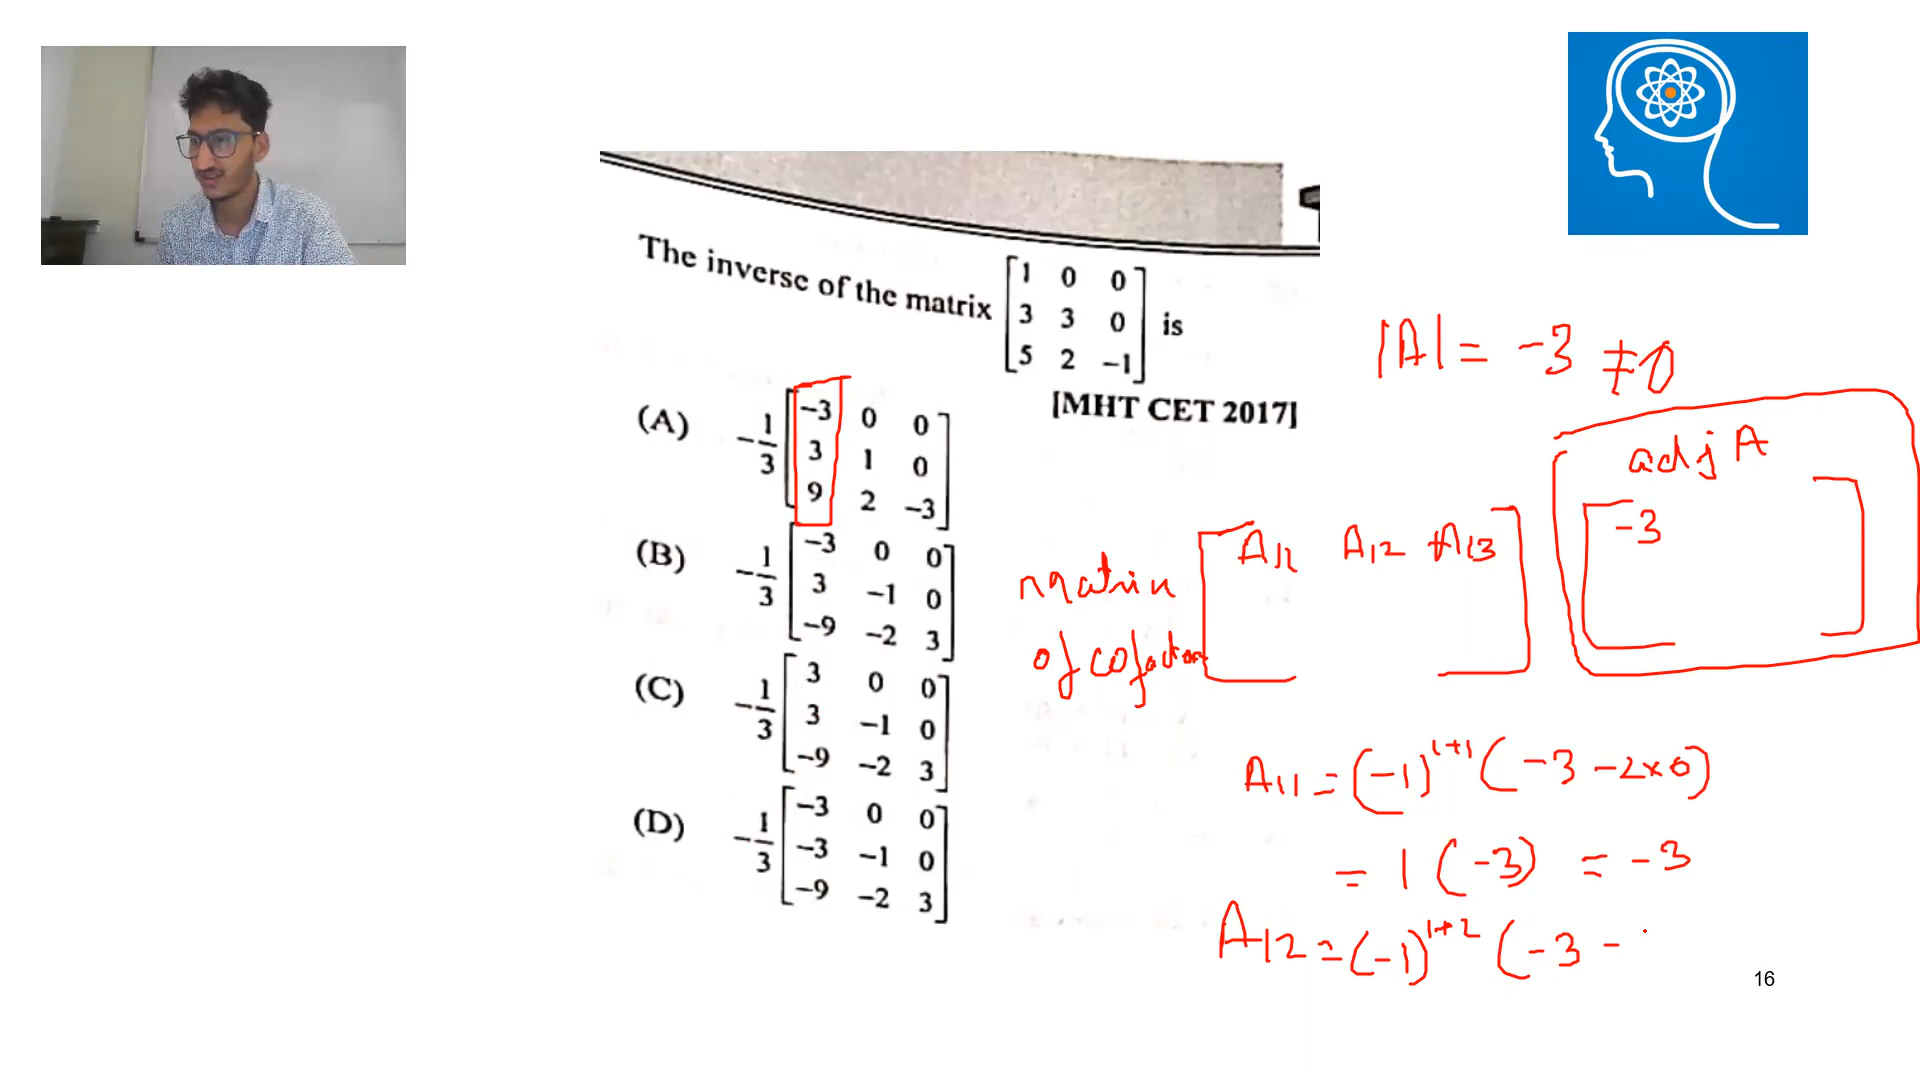 The inverse of the matrix [1 0 0
3 3 0
5 2 −1] is
[MHT CET 2017]
(A) −1/3 [−3 0 0
3 1 0
9 2 −3]
(B) −1/3 [−3 0 0
3 −1 0
−9 −2 3]
(C) −1/3 [3 0 0
3 −1 0
−9 −2 3]
(D) −1/3 [−3 0 0
−3 −1 0
−9 −2 3]
|A| = −3 ≠ 0
adj A
[−3]
matrix
of cofactor
[A11 A12 A13]
A11 = (−1)^1+1 (−3 −2×0)
= 1 (−3) = −3
A12 = (−1)^1+2 (−3 −
16